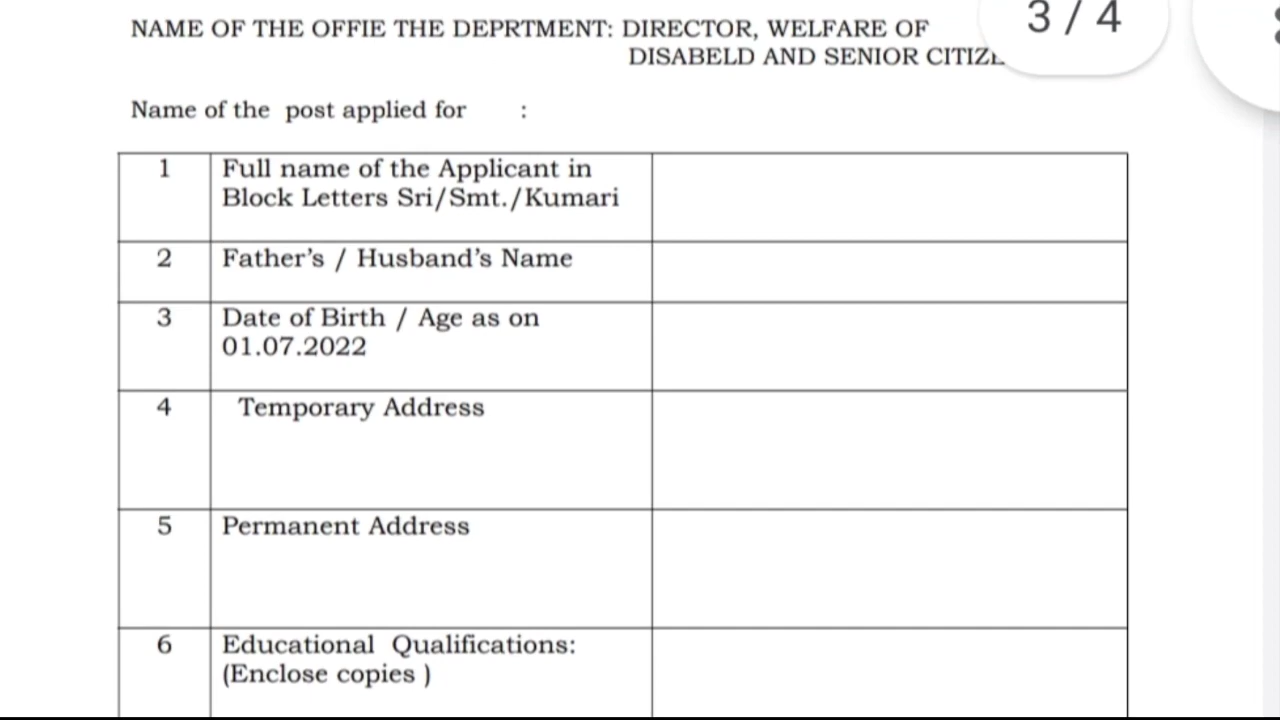 NAME OF THE OFFIE THE DEPRTMENT: DIRECTOR, WELFARE OF
DISABELD AND SENIOR
3 / 4
Name of the post applied for :
1 Full name of the Applicant in
Block Letters Sri/Smt./Kumari
2 Father’s / Husband’s Name
3 Date of Birth / Age as on
01.07.2022
4 Temporary Address
5 Permanent Address
6 Educational Qualifications:
(Enclose copies )